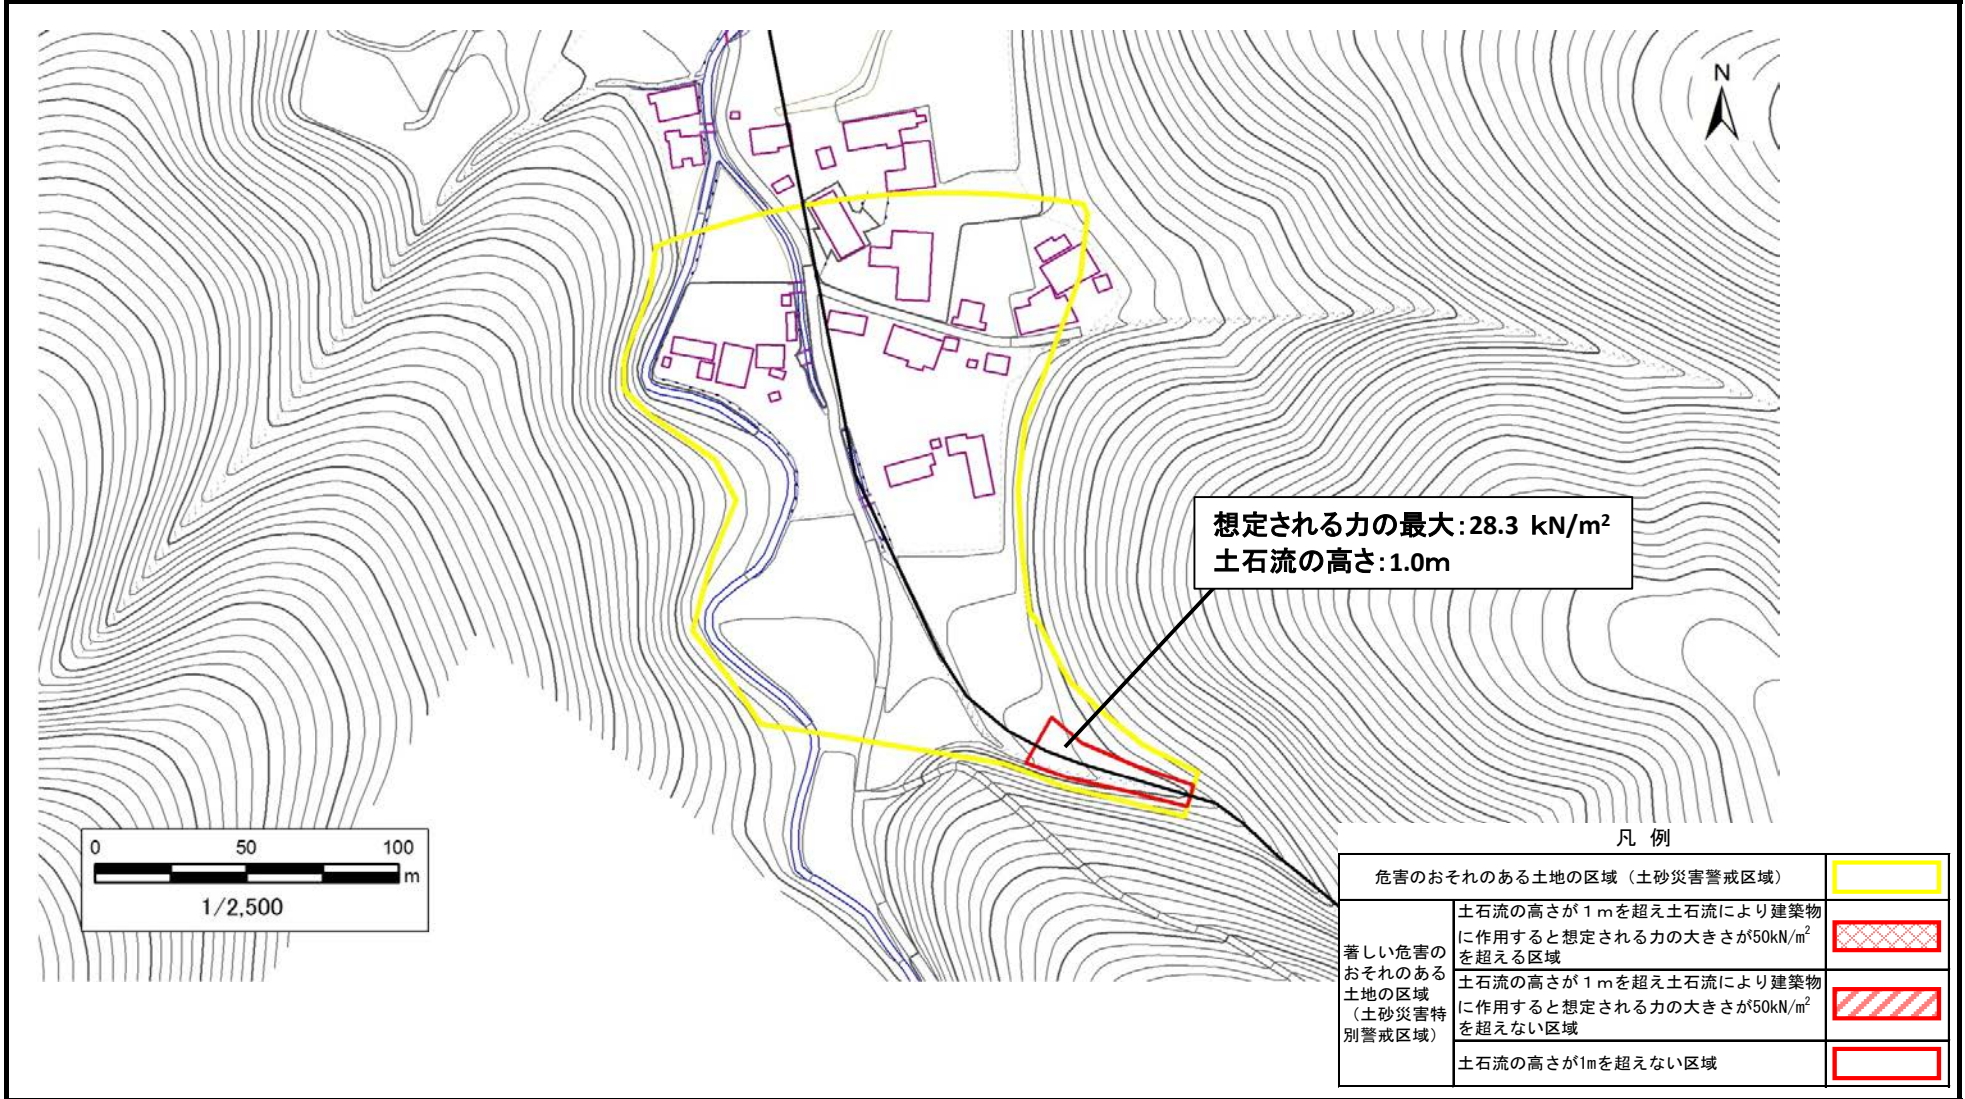 N
想定される力の最大:28.3 kN/m²
土石流の高さ:1.0m
0 50 100
m
1/2,500
凡 例
危害のおそれのある土地の区域（土砂災害警戒区域）
著しい危害の
おそれのある
土地の区域
（土砂災害特
別警戒区域）
土石流の高さが１ｍを超え土石流により建築物
に作用すると想定される力の大きさが50kN/㎡
を超える区域
土石流の高さが１ｍを超え土石流により建築物
に作用すると想定される力の大きさが50kN/㎡
を超えない区域
土石流の高さが1mを超えない区域